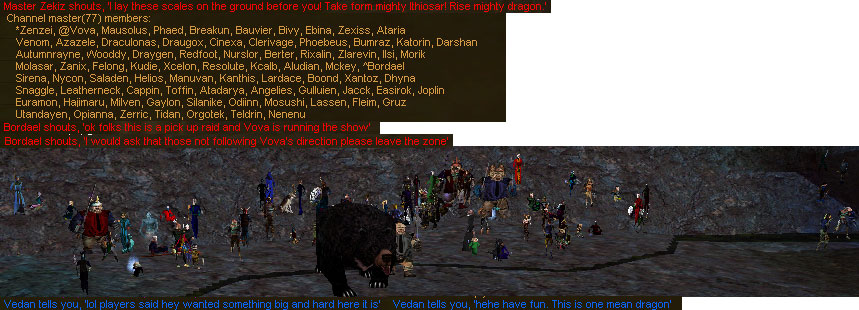 Master Zekfz shouts, 'I lay these scales on the ground before you! Take form mighty Ithiosar! Rise mighty dragon.'
Channel master(77) members:
*Zenzei, @Vova, Mausolus, Phaed, Breakun, Bauvier, Bivy, Ebina, Zexiss, Ataria
Venom, Azazele, Draculonas, Draugox, Cinexa, Clerivage, Phoebeus, Bumraz, Katorin, Darshan
Autumnrayne, Wooddy, Draygen, Redfoot, Nurslor, Berter, Rixalin, Zlarevin, Ilsi, Morik
Molasar, Zanix, Felong, Kudie, Xcelon, Resolute, Kcalb, Aludian, Mckey, ^Bordael
Sirena, Nycon, Saladen, Helios, Manuvan, Kanthis, Lardace, Boond, Xantoz, Dhyna
Snaggle, Leatherneck, Cappin, Toffin, Atadarya, Angelies, Gulluien, Jacck, Easirok, Joplin
Euramon, Hajimaru, Milven, Gaylon, Silanike, Odiinn, Mosushi, Lassen, Fleim, Gruz
Utandayen, Opianna, Zerric, Tidan, Orgotek, Teldrin, Nenenu
Bordael shouts, 'ok folks this is a pick up raid and Vova is running the show'
Bordael shouts, 'I would ask that those not following Vova's direction please leave the zone'
Vedan tells you, 'lol players said hey wanted something big and hard here it is' Vedan tells you, 'hehe have fun. This is one mean dragon'